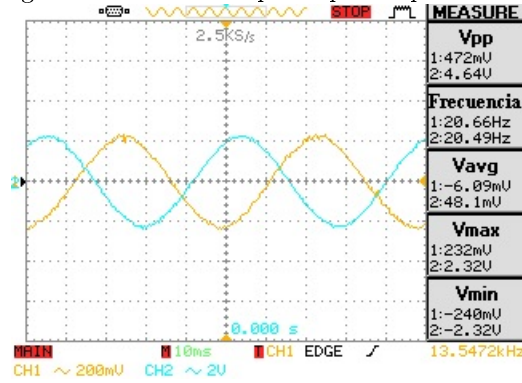 STOP
MEASURE
2.5KS/s
Vpp
1:472mV
2:4.64V
Frecuencia
1:20.66Hz
2:20.49Hz
Vavg
1:-6.09mV
2:48.1mV
Vmax
1:232mV
2:2.32V
Vmin
1:-240mV
2:-2.32V
2
0.000 s
MAIN M 10ms T CH1 EDGE 13.5472kHz
CH1 ~ 200mV CH2 ~ 2V